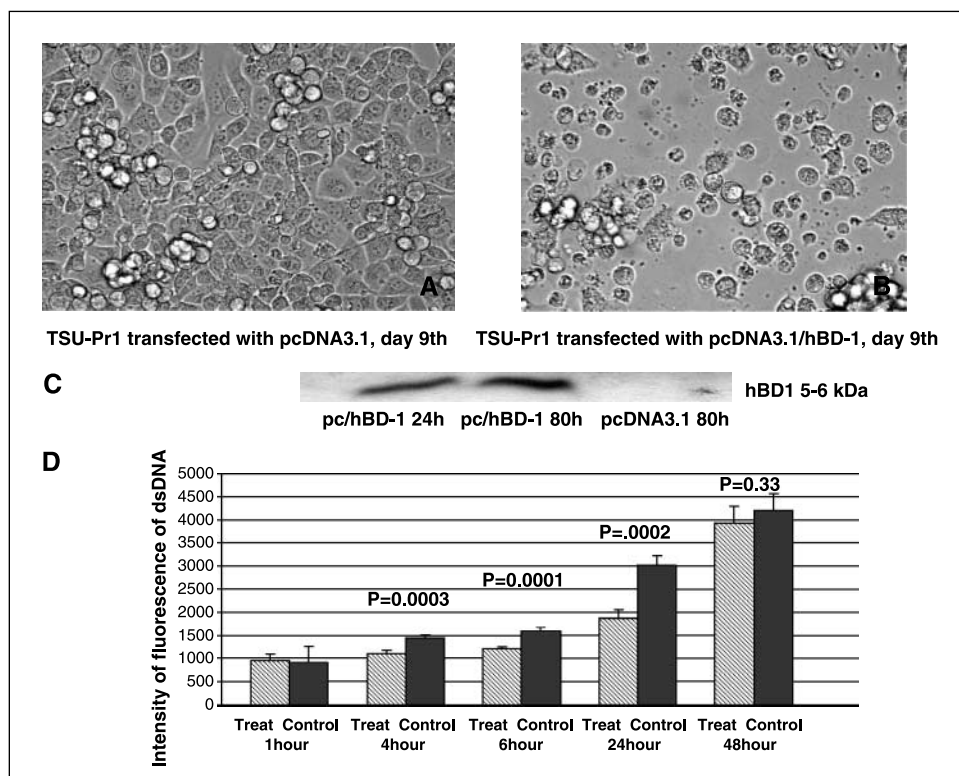 A
B
TSU-Pr1 transfected with pcDNA3.1, day 9th
TSU-Pr1 transfected with pcDNA3.1/hBD-1, day 9th
C
hBD1 5-6 kDa
pc/hBD-1 24h pc/hBD-1 80h pcDNA3.1 80h
D
Intensity of fluorescence of dsDNA
5000
4500
4000
3500
3000
2500
2000
1500
1000
500
0
P=0.0003
P=0.0001
P=.0002
P=0.33
Treat Control Treat Control Treat Control Treat Control Treat Control
1hour 4hour 6hour 24hour 48hour